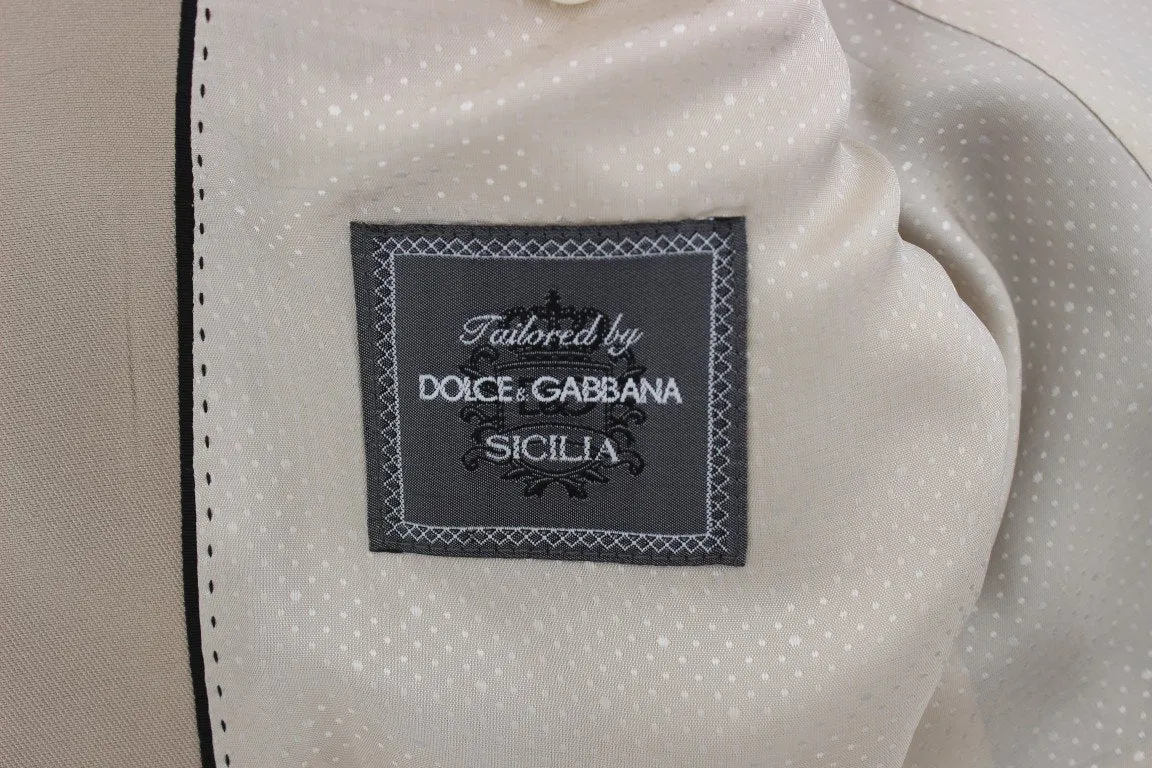 Tailored by
DOLCE & GABBANA
SICILIA